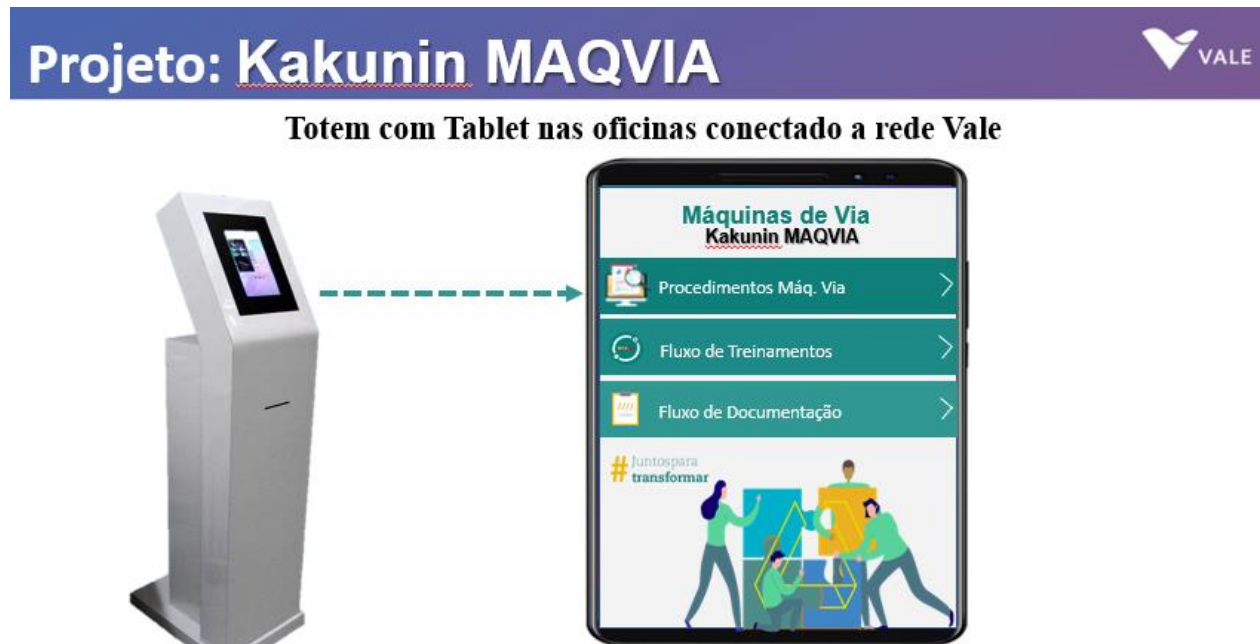 Projeto: Kakunin MAQVIA
VALE
Totem com Tablet nas oficinas conectado a rede Vale
Máquinas de Via
Kakunin MAQVIA
Procedimentos Máq. Via
Fluxo de Treinamentos
Fluxo de Documentação
# Juntospara
transformar